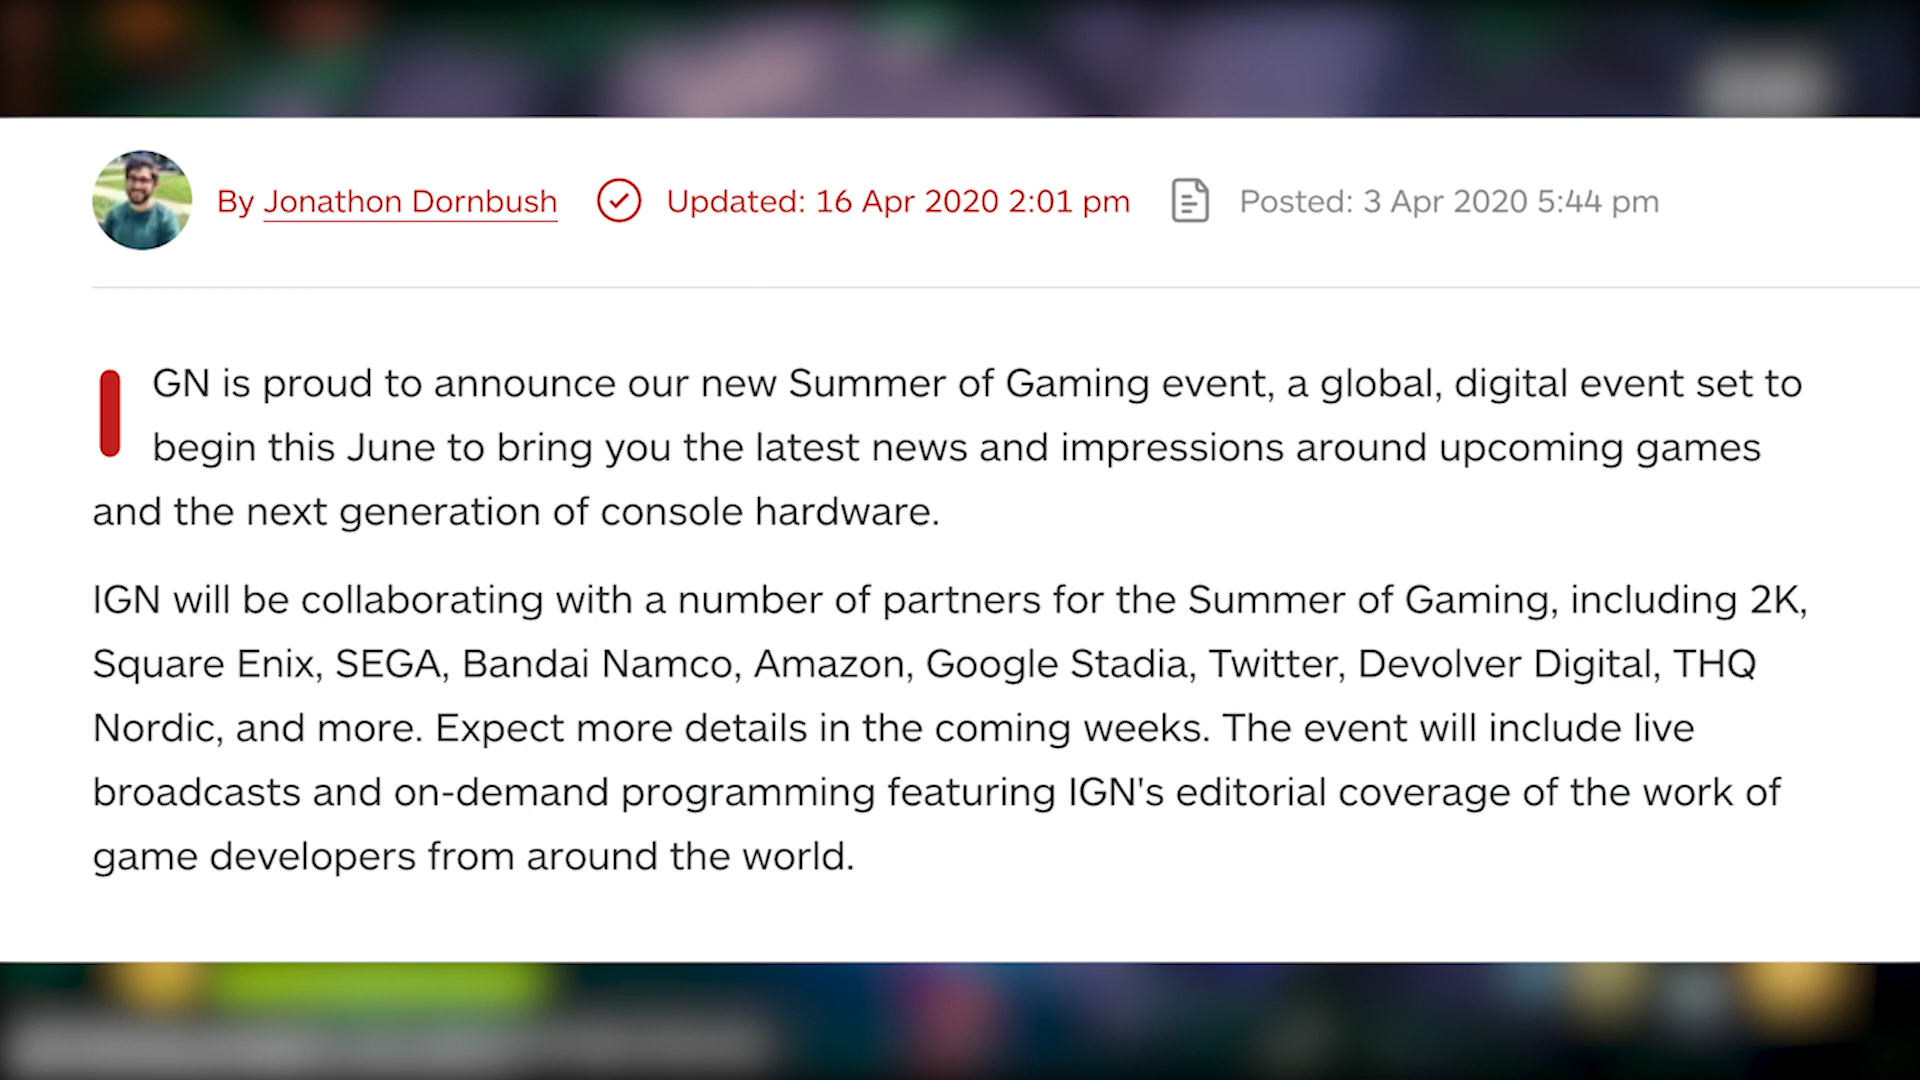 By Jonathon Dornbush Updated: 16 Apr 2020 2:01 pm Posted: 3 Apr 2020 5:44 pm
IGN is proud to announce our new Summer of Gaming event, a global, digital event set to
begin this June to bring you the latest news and impressions around upcoming games
and the next generation of console hardware.
IGN will be collaborating with a number of partners for the Summer of Gaming, including 2K,
Square Enix, SEGA, Bandai Namco, Amazon, Google Stadia, Twitter, Devolver Digital, THQ
Nordic, and more. Expect more details in the coming weeks. The event will include live
broadcasts and on-demand programming featuring IGN's editorial coverage of the work of
game developers from around the world.